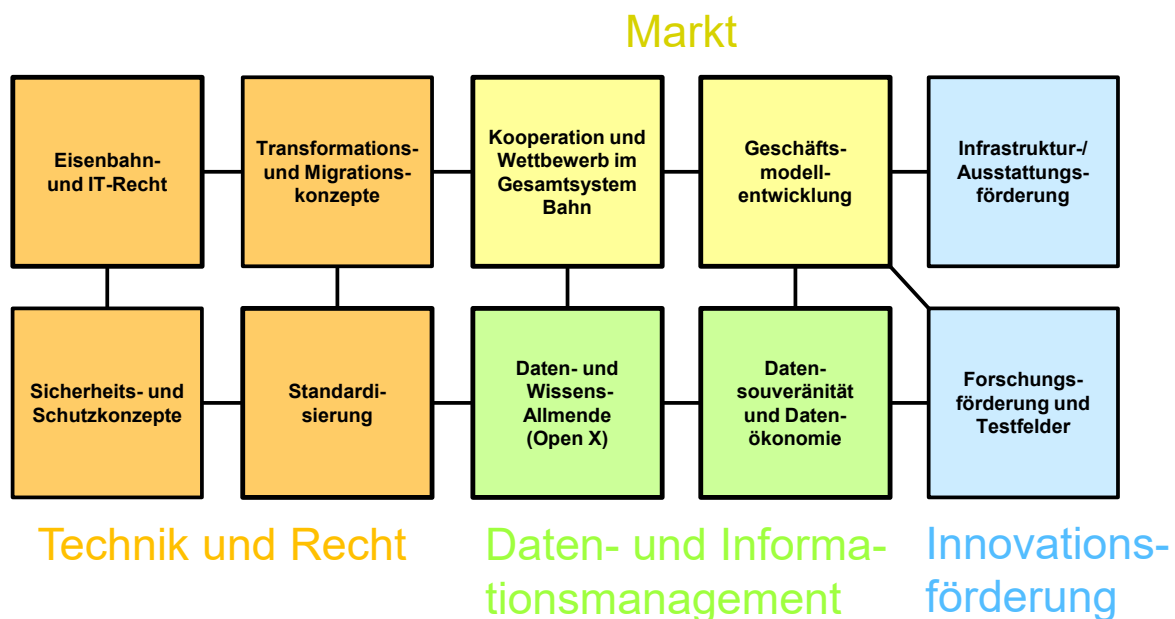 Markt
Eisenbahn-
und IT-Recht
Transformations-
und Migrations-
konzepte
Kooperation und
Wettbewerb im
Gesamtsystem
Bahn
Geschäfts-
modell-
entwicklung
Infrastruktur-/
Ausstattungs-
förderung
Sicherheits- und
Schutzkonzepte
Standardi-
sierung
Daten- und
Wissens-
Allmende
(Open X)
Daten-
souveränität
und Daten-
ökonomie
Forschungs-
förderung und
Testfelder
Technik und Recht
Daten- und Informa-
tionsmanagement
Innovations-
förderung